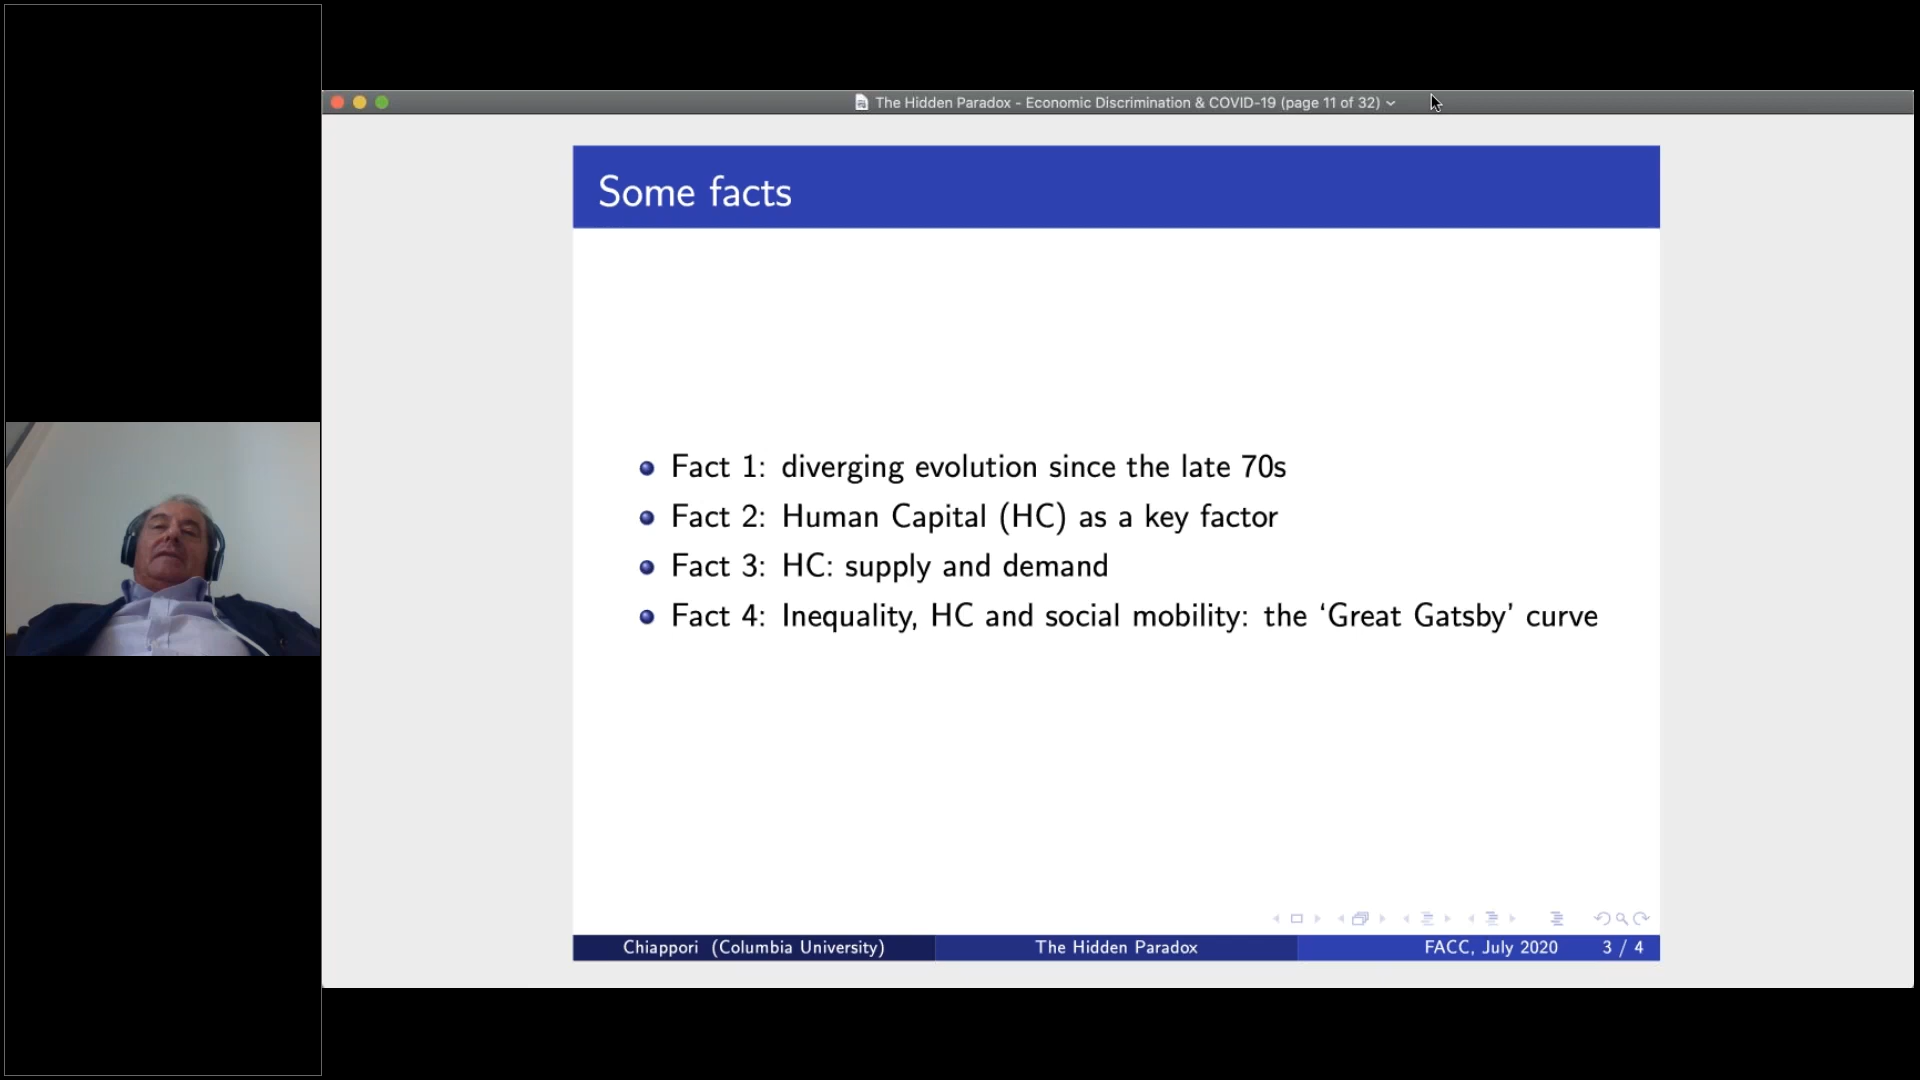 The Hidden Paradox - Economic Discrimination & COVID-19 (page 11 of 32)
Some facts
Fact 1: diverging evolution since the late 70s
Fact 2: Human Capital (HC) as a key factor
Fact 3: HC: supply and demand
Fact 4: Inequality, HC and social mobility: the ‘Great Gatsby’ curve
Chiappori (Columbia University) The Hidden Paradox FACC, July 2020 3 / 4